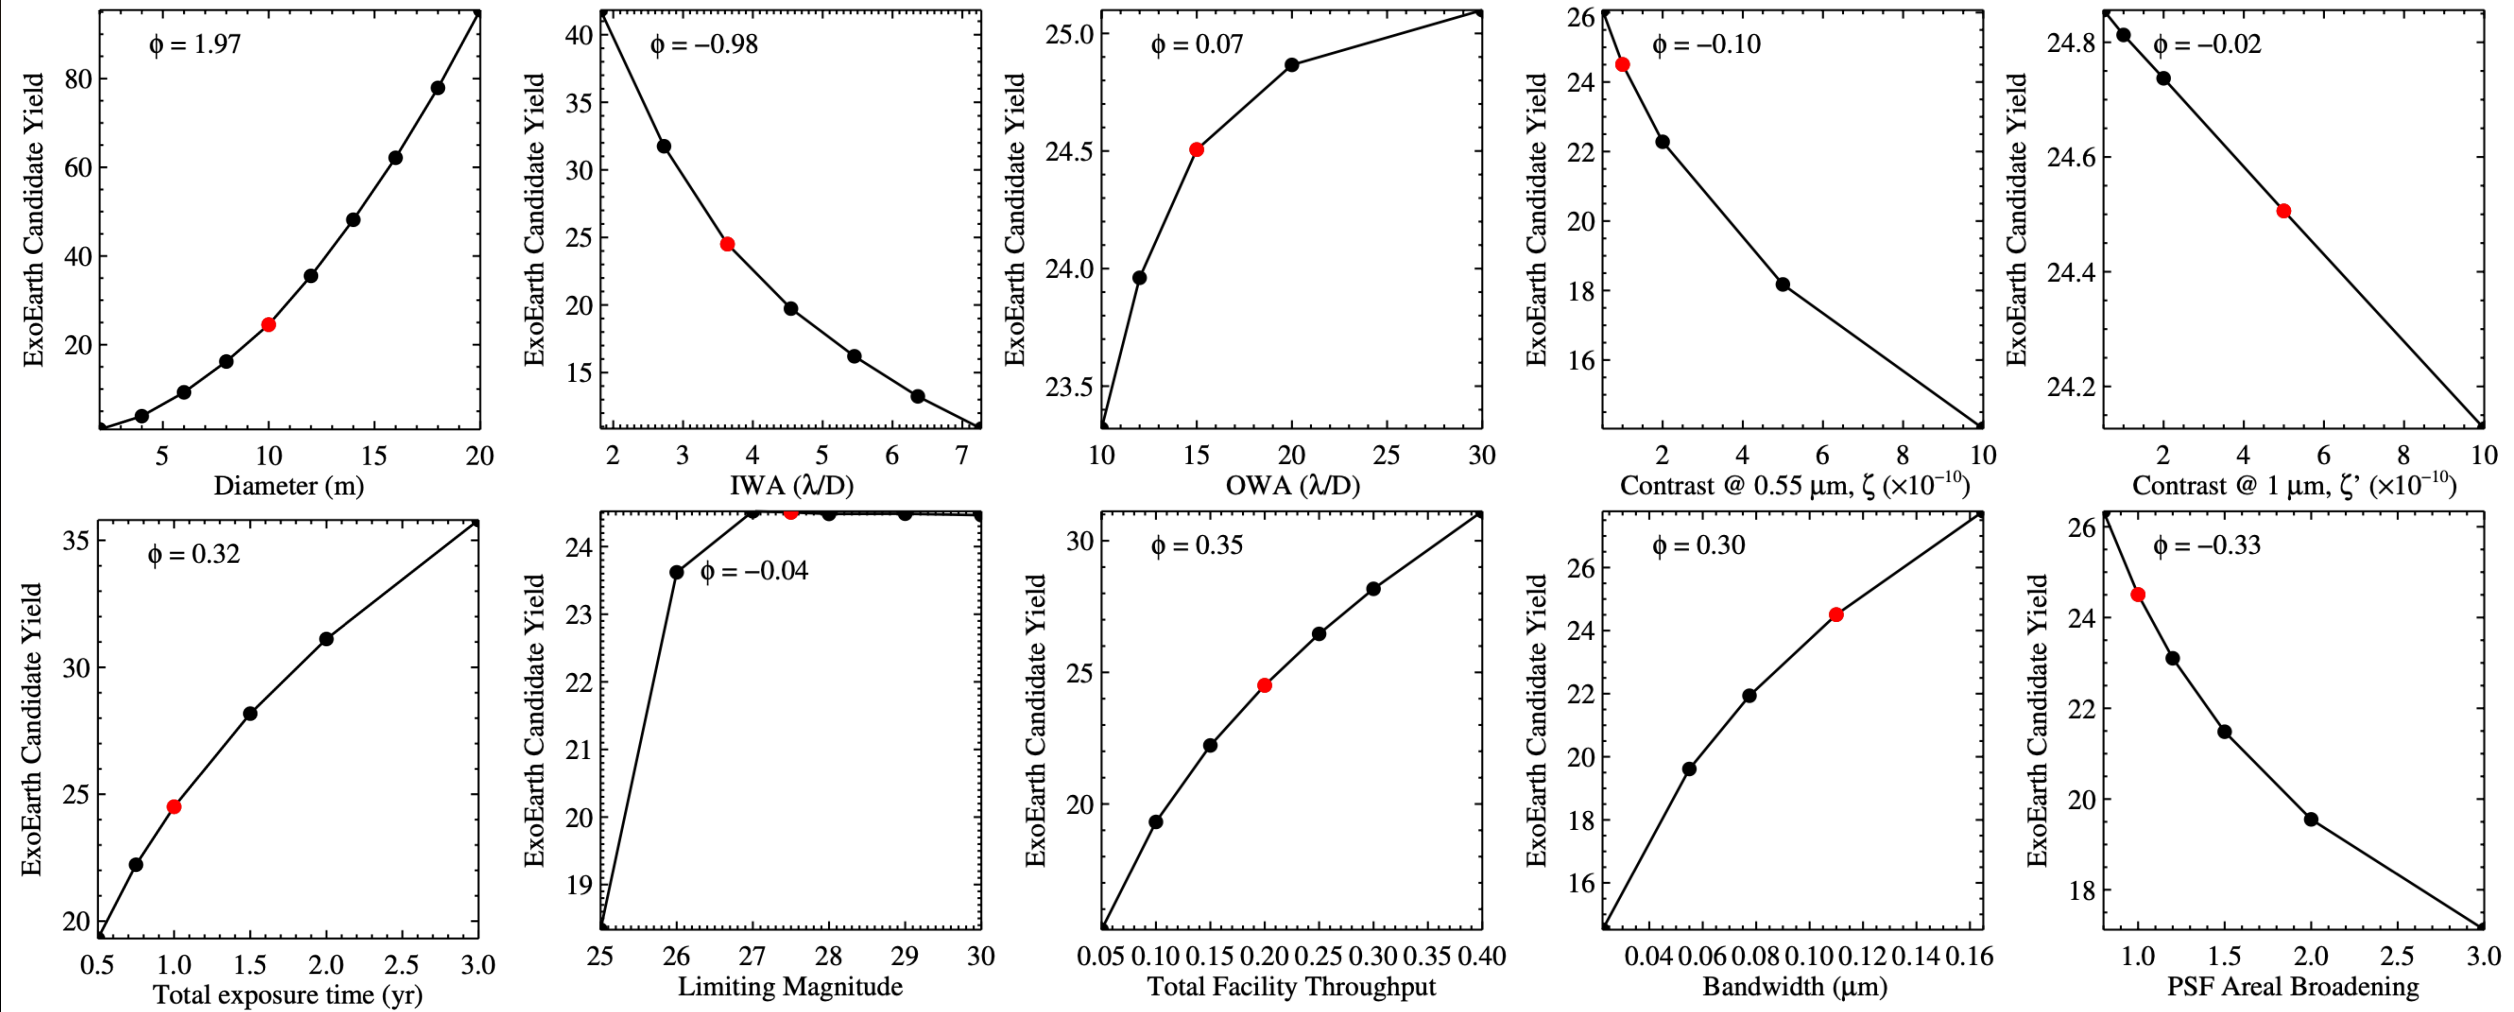 ϕ = 1.97
ExoEarth Candidate Yield
80
60
40
20
5 10 15 20
Diameter (m)
ϕ = −0.98
ExoEarth Candidate Yield
40
35
30
25
20
15
2 3 4 5 6 7
IWA (λ/D)
ϕ = 0.07
ExoEarth Candidate Yield
25.0
24.5
24.0
23.5
10 15 20 25 30
OWA (λ/D)
ϕ = −0.10
ExoEarth Candidate Yield
26
24
22
20
18
16
2 4 6 8 10
Contrast @ 0.55 μm, ζ (×10⁻¹⁰)
ϕ = −0.02
ExoEarth Candidate Yield
24.8
24.6
24.4
24.2
2 4 6 8 10
Contrast @ 1 μm, ζ’ (×10⁻¹⁰)
ϕ = 0.32
ExoEarth Candidate Yield
35
30
25
20
0.5 1.0 1.5 2.0 2.5 3.0
Total exposure time (yr)
ϕ = −0.04
ExoEarth Candidate Yield
24
23
22
21
20
19
25 26 27 28 29 30
Limiting Magnitude
ϕ = 0.35
ExoEarth Candidate Yield
30
25
20
0.05 0.10 0.15 0.20 0.25 0.30 0.35 0.40
Total Facility Throughput
ϕ = 0.30
ExoEarth Candidate Yield
26
24
22
20
18
16
0.04 0.06 0.08 0.10 0.12 0.14 0.16
Bandwidth (μm)
ϕ = −0.33
ExoEarth Candidate Yield
26
24
22
20
18
1.0 1.5 2.0 2.5 3.0
PSF Areal Broadening